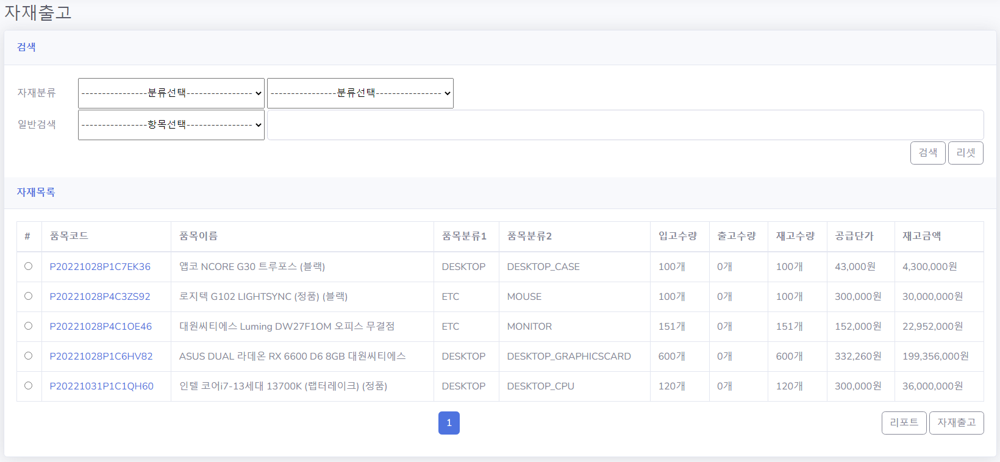 자재출고
검색
자재분류 ----------------분류선택---------------- ----------------분류선택----------------
일반검색 ----------------항목선택----------------
검색 리셋
자재목록
# 품목코드 품목이름 품목분류1 품목분류2 입고수량 출고수량 재고수량 공급단가 재고금액
P20221028P1C7EK36 앱코 NCORE G30 트루포스 (블랙) DESKTOP DESKTOP_CASE 100개 0개 100개 43,000원 4,300,000원
P20221028P4C3ZS92 로지텍 G102 LIGHTSYNC (정품) (블랙) ETC MOUSE 100개 0개 100개 300,000원 30,000,000원
P20221028P4C1OE46 대원씨티에스 Luming DW27F1OM 오피스 무결점 ETC MONITOR 151개 0개 151개 152,000원 22,952,000원
P20221028P1C6HV82 ASUS DUAL 라데온 RX 6600 D6 8GB 대원씨티에스 DESKTOP DESKTOP_GRAPHICSCARD 600개 0개 600개 332,260원 199,356,000원
P20221031P1C1QH60 인텔 코어i7-13세대 13700K (랩터레이크) (정품) DESKTOP DESKTOP_CPU 120개 0개 120개 300,000원 36,000,000원
1 리포트 자재출고